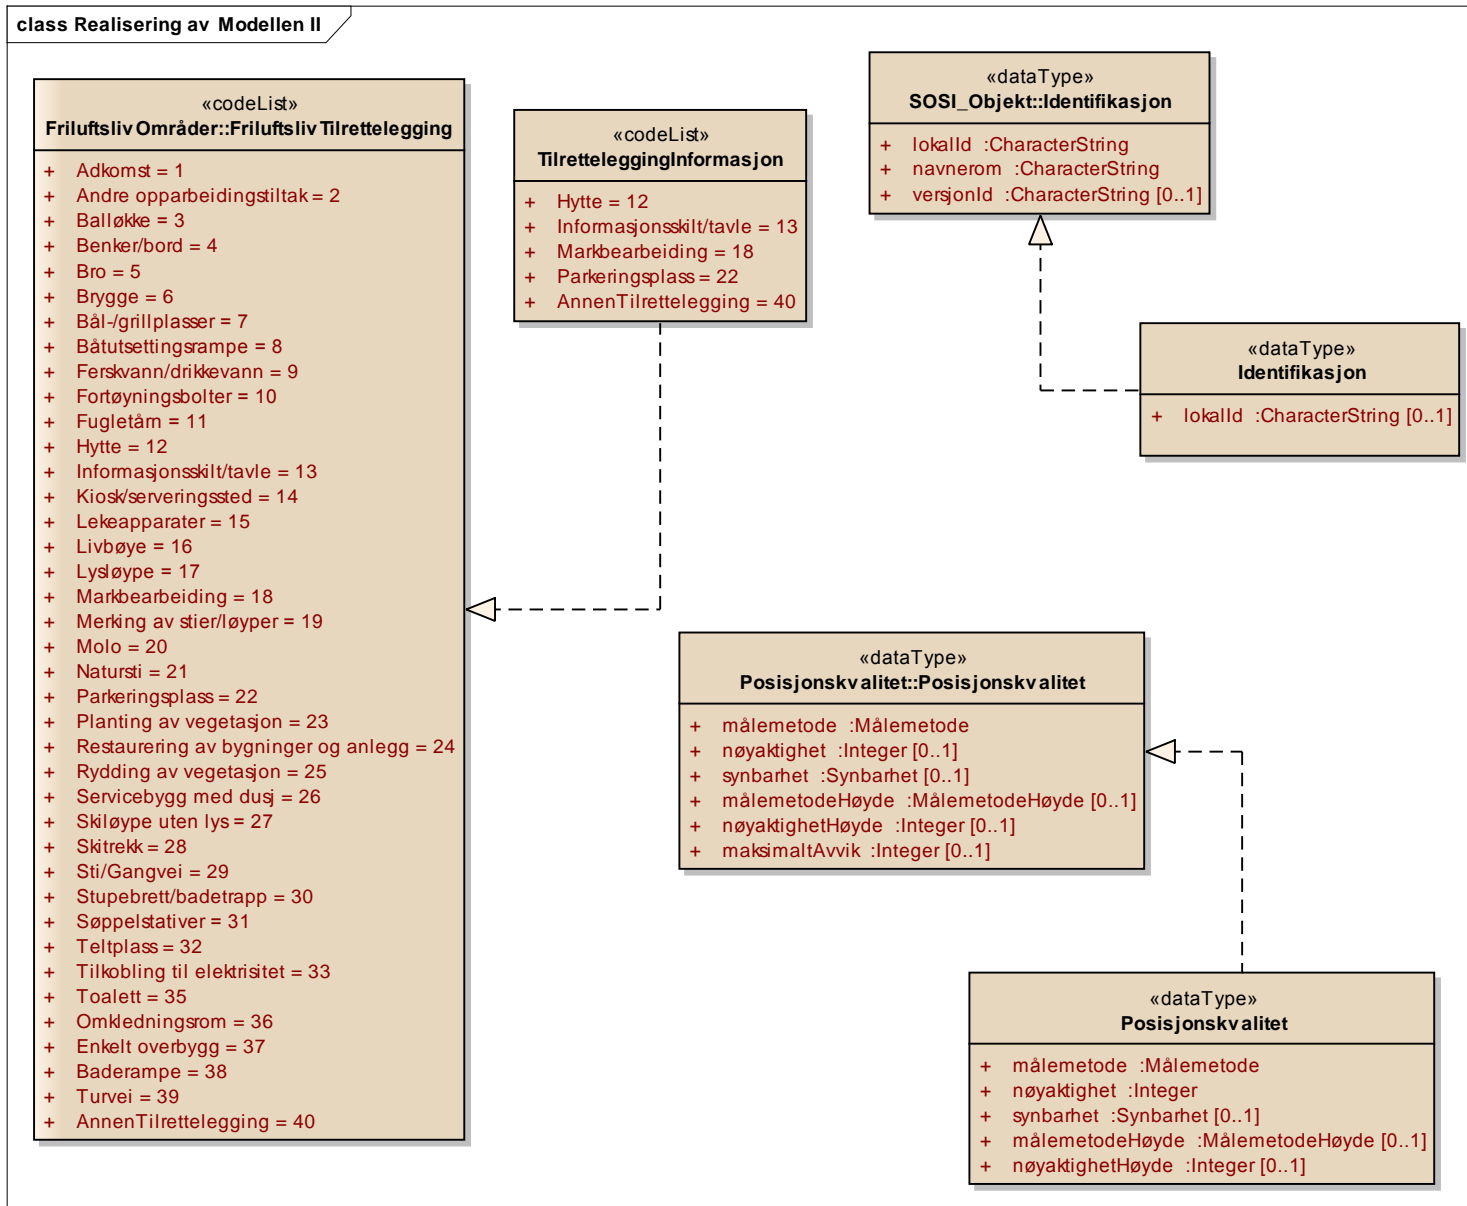 class Realisering av Modellen II
«codeList»
FriluftslivOmråder::FriluftslivTilrettelegging
+ Adkomst = 1
+ Andre opparbeidingstiltak = 2
+ Balløkke = 3
+ Benker/bord = 4
+ Bro = 5
+ Brygge = 6
+ Bål-/grillplasser = 7
+ Båtutsettingsrampe = 8
+ Ferskvann/drikkevann = 9
+ Fortøyningsbolter = 10
+ Fugletårn = 11
+ Hytte = 12
+ Informasjonsskilt/tavle = 13
+ Kiosk/serveringssted = 14
+ Lekeapparater = 15
+ Livbøye = 16
+ Lysløype = 17
+ Markbearbeiding = 18
+ Merking av stier/løyper = 19
+ Molo = 20
+ Natursti = 21
+ Parkeringsplass = 22
+ Planting av vegetasjon = 23
+ Restaurering av bygninger og anlegg = 24
+ Rydding av vegetasjon = 25
+ Servicebygg med dusj = 26
+ Skiløype uten lys = 27
+ Skitrekk = 28
+ Sti/Gangvei = 29
+ Stupebrett/badetrapp = 30
+ Søppelstativer = 31
+ Teltplass = 32
+ Tilkobling til elektrisitet = 33
+ Toalett = 35
+ Omkledningsrom = 36
+ Enkelt overbygg = 37
+ Baderampe = 38
+ Turvei = 39
+ AnnenTilrettelegging = 40
«codeList»
TilretteleggingInformasjon
+ Hytte = 12
+ Informasjonsskilt/tavle = 13
+ Markbearbeiding = 18
+ Parkeringsplass = 22
+ AnnenTilrettelegging = 40
«dataType»
SOSI_Objekt::Identifikasjon
+ lokalId :CharacterString
+ navnerom :CharacterString
+ versjonId :CharacterString [0..1]
«dataType»
Identifikasjon
+ lokalId :CharacterString [0..1]
«dataType»
Posisjonskvalitet::Posisjonskvalitet
+ målemetode :Målemetode
+ nøyaktighet :Integer [0..1]
+ synbarhet :Synbarhet [0..1]
+ målemetodeHøyde :MålemetodeHøyde [0..1]
+ nøyaktighetHøyde :Integer [0..1]
+ maksimaltAvvik :Integer [0..1]
«dataType»
Posisjonskvalitet
+ målemetode :Målemetode
+ nøyaktighet :Integer
+ synbarhet :Synbarhet [0..1]
+ målemetodeHøyde :MålemetodeHøyde [0..1]
+ nøyaktighetHøyde :Integer [0..1]